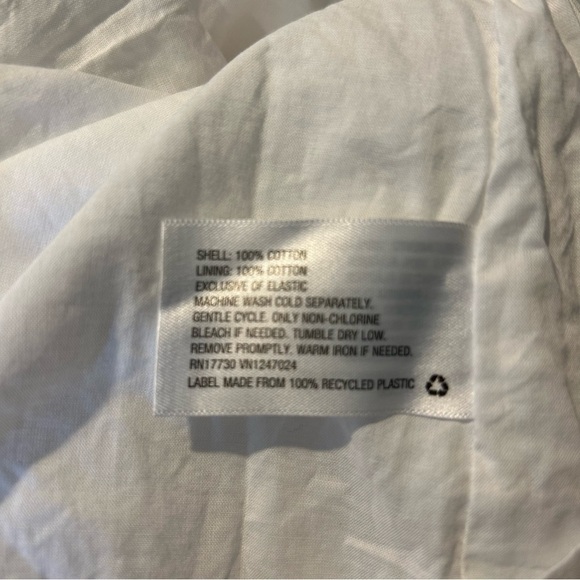 SHELL: 100% COTTON
LINING: 100% COTTON
EXCLUSIVE OF ELASTIC
MACHINE WASH COLD SEPARATELY.
GENTLE CYCLE. ONLY NON-CHLORINE
BLEACH IF NEEDED. TUMBLE DRY LOW.
REMOVE PROMPTLY. WARM IRON IF NEEDED.
RN17730 VN1247024
LABEL MADE FROM 100% RECYCLED PLASTIC